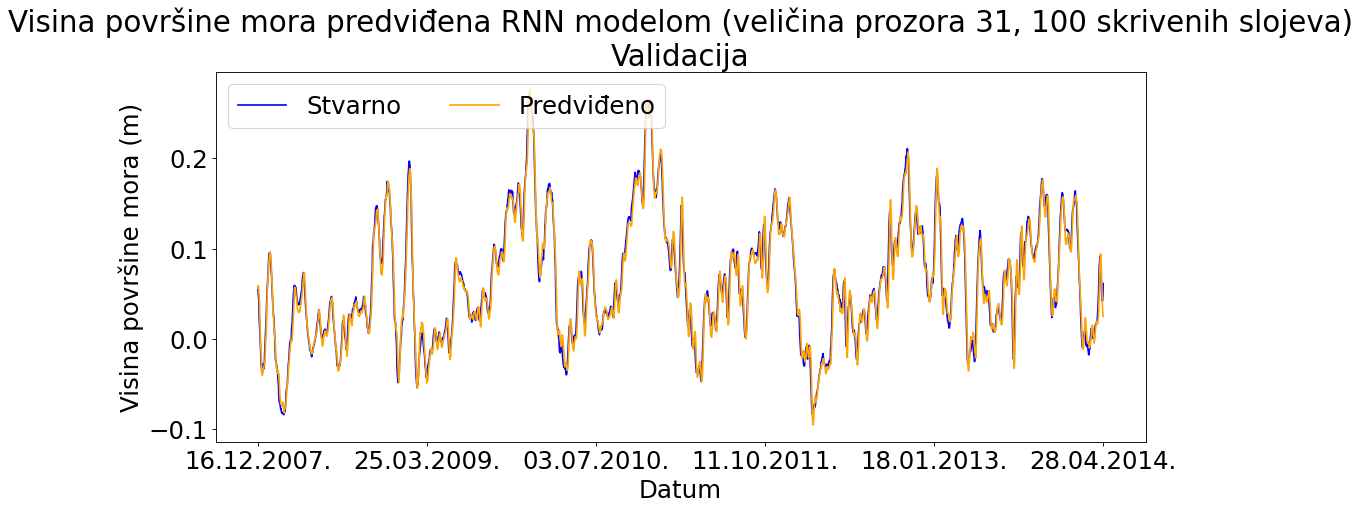 Visina površine mora predviđena RNN modelom (veličina prozora 31, 100 skrivenih slojeva)
Validacija
Stvarno Predviđeno
Visina površine mora (m)
0.2
0.1
0.0
−0.1
16.12.2007. 25.03.2009. 03.07.2010. 11.10.2011. 18.01.2013. 28.04.2014.
Datum